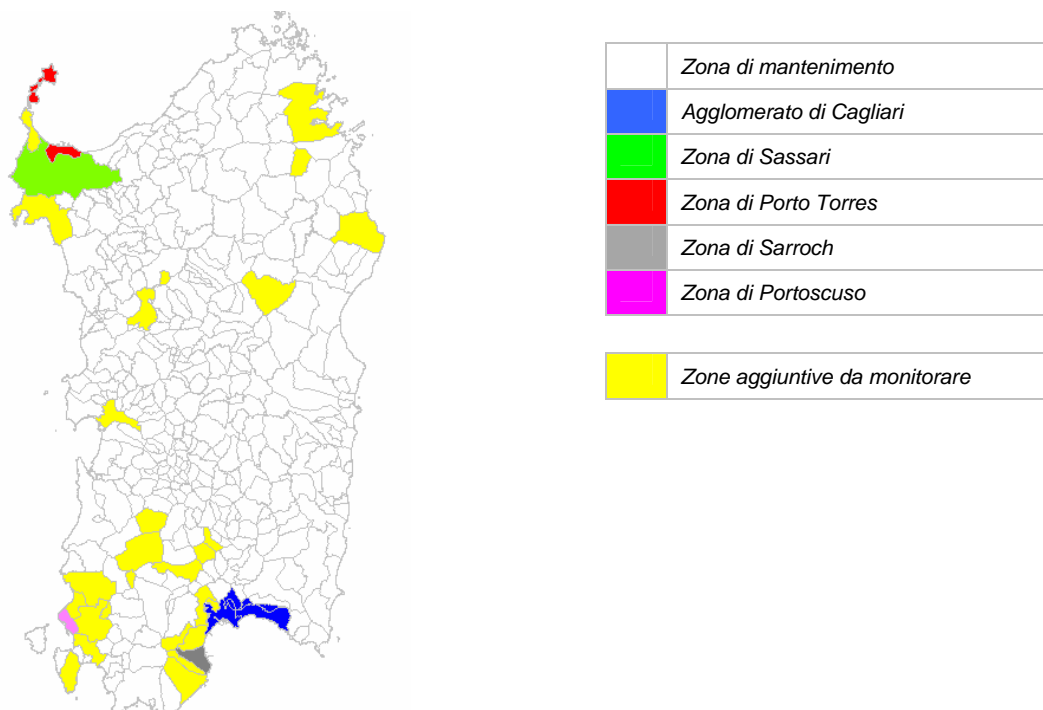 Zona di mantenimento
Agglomerato di Cagliari
Zona di Sassari
Zona di Porto Torres
Zona di Sarroch
Zona di Portoscuso
Zone aggiuntive da monitorare